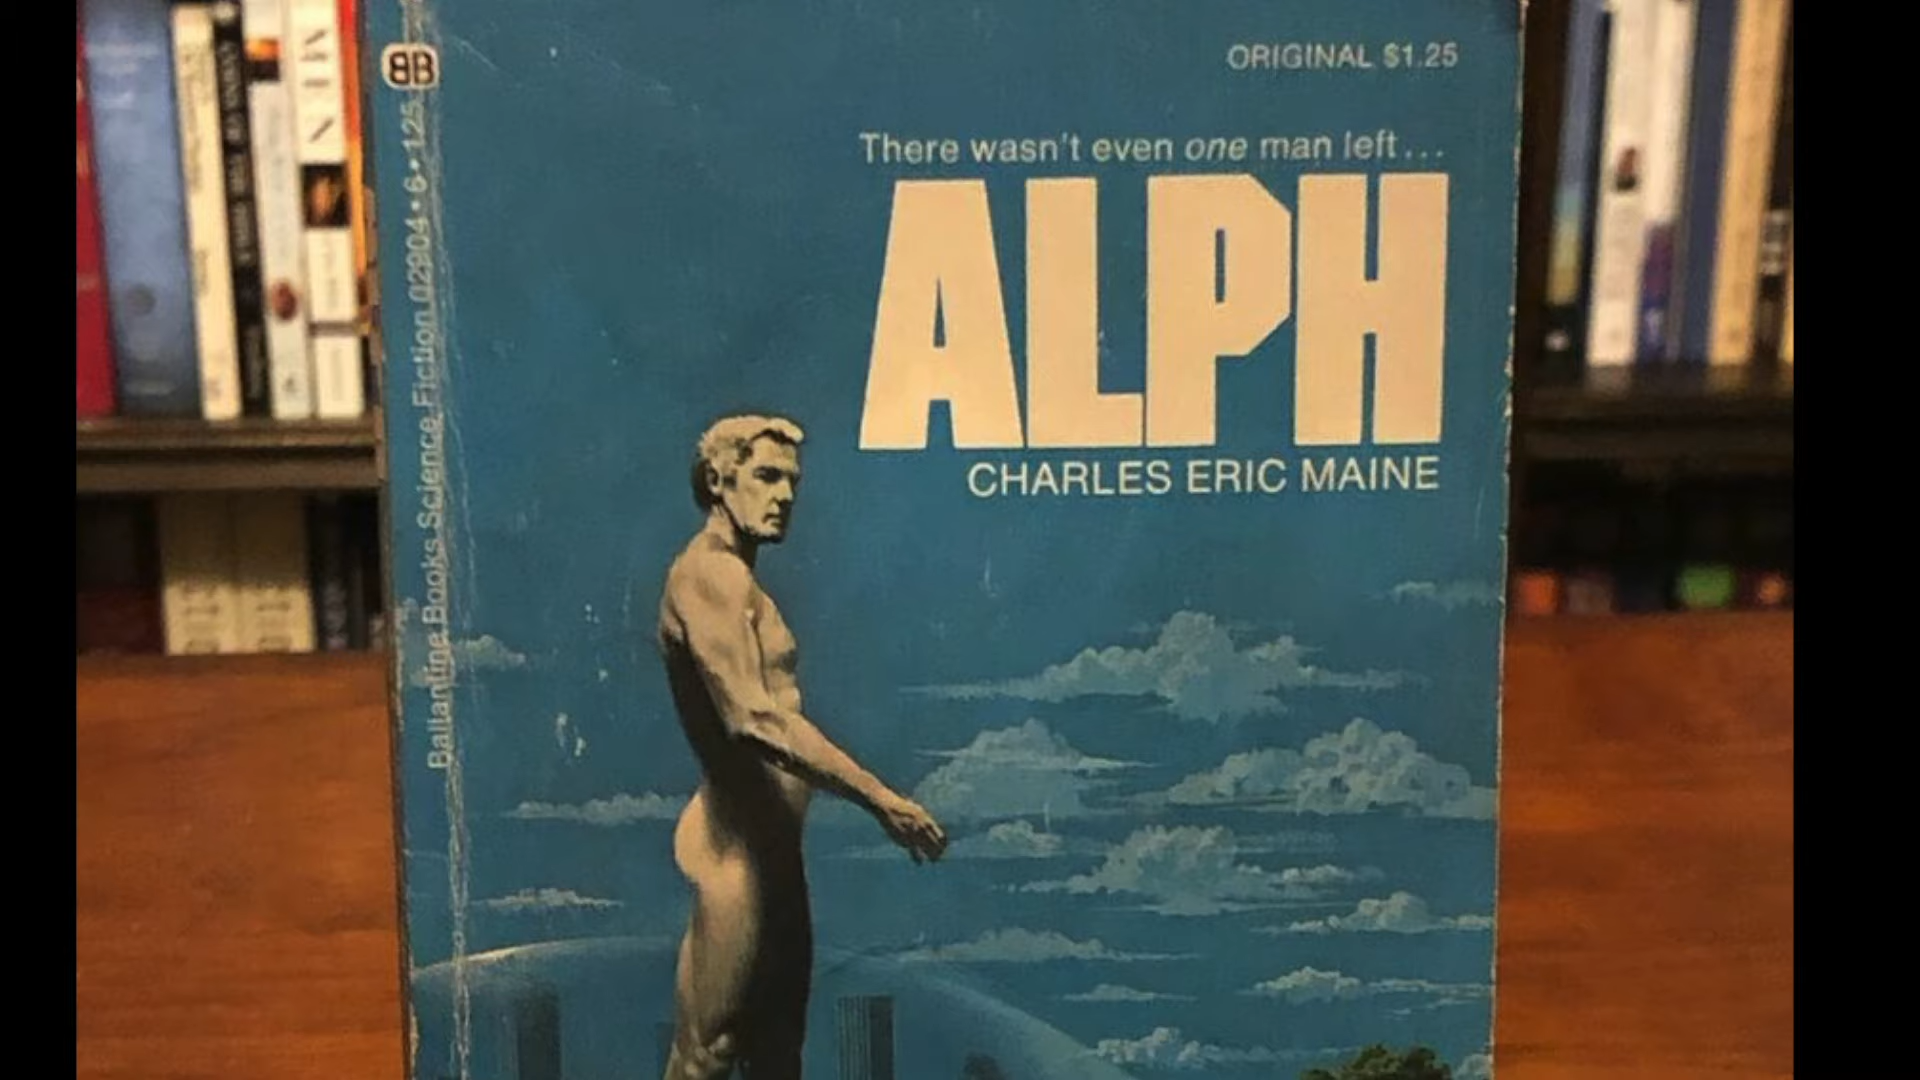 BB
ORIGINAL $1.25
There wasn't even one man left...
ALPH
CHARLES ERIC MAINE
Ballantine Books Science Fiction 02904•6•125
MEN